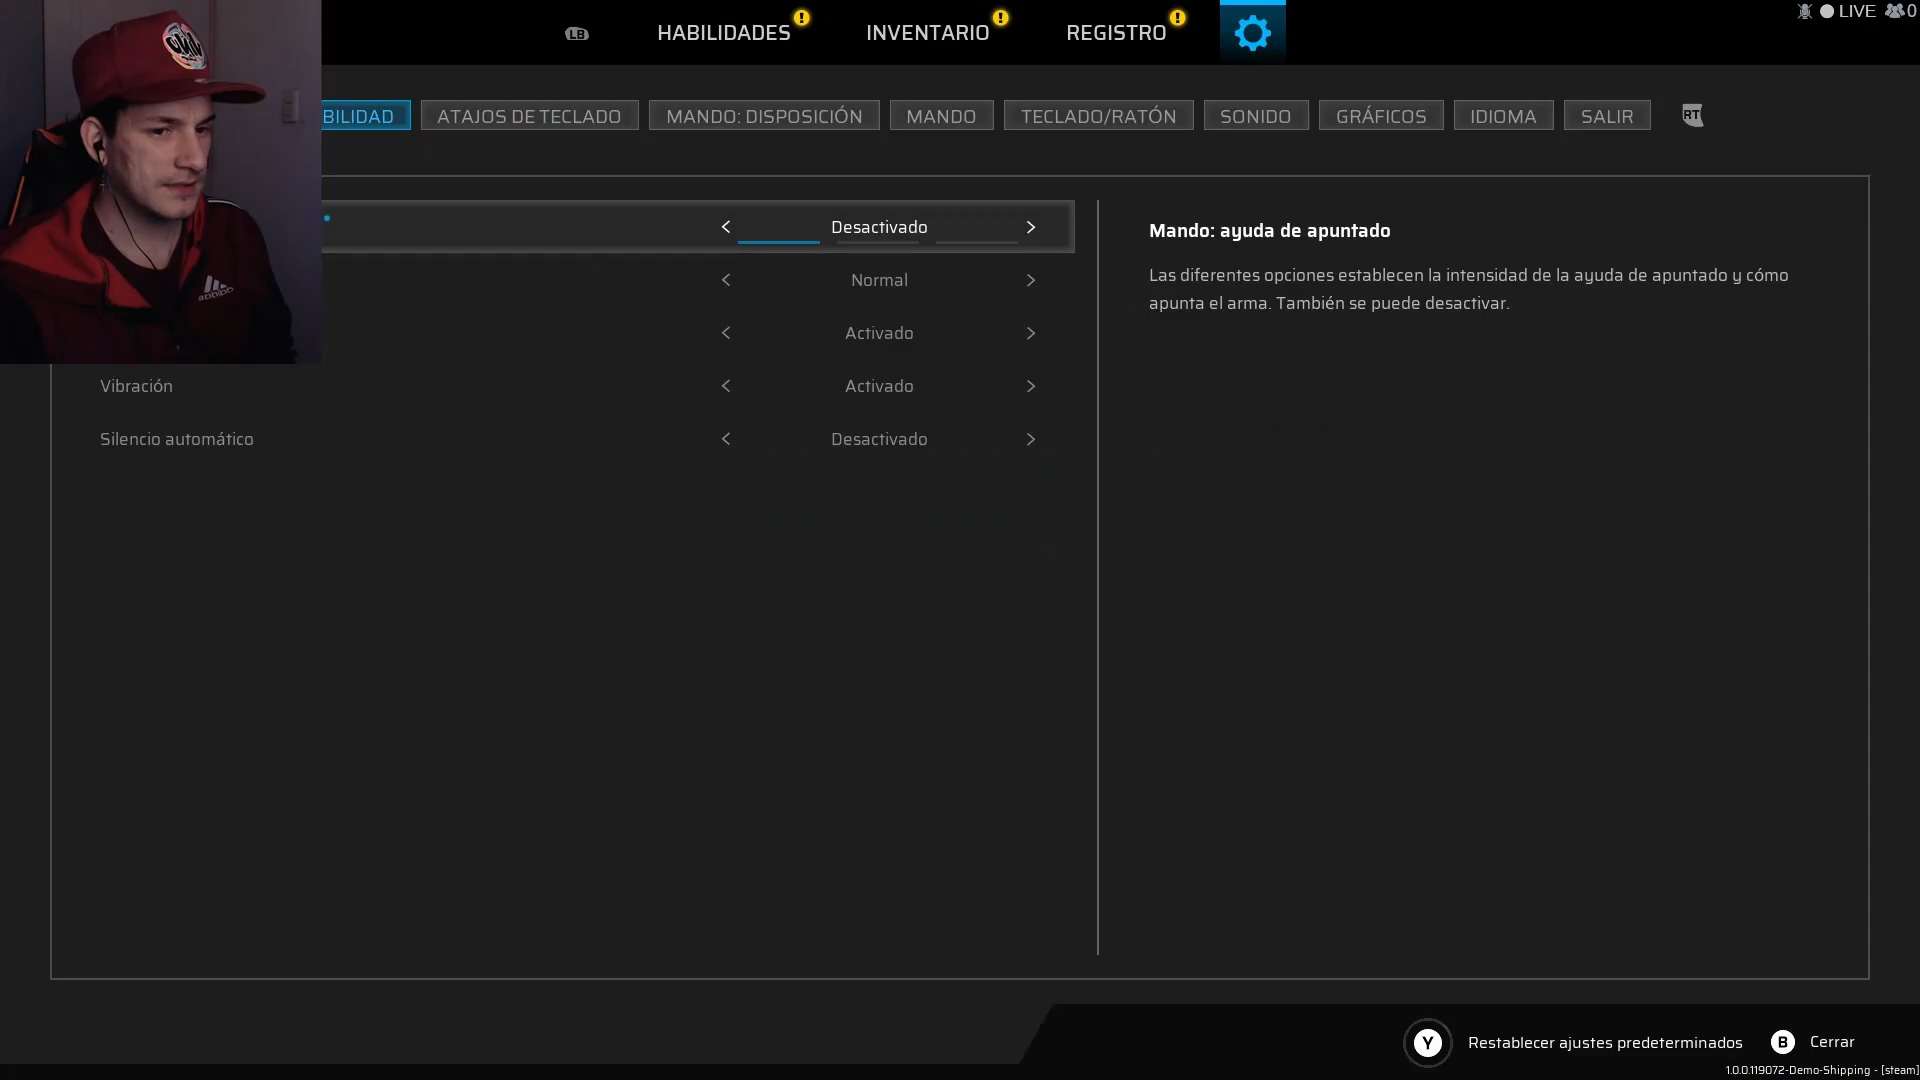 LB
HABILIDADES
INVENTARIO
REGISTRO
LIVE
0
BILIDAD
ATAJOS DE TECLADO
MANDO: DISPOSICIÓN
MANDO
TECLADO/RATÓN
SONIDO
GRÁFICOS
IDIOMA
SALIR
RT
< Desactivado >
< Normal >
< Activado >
Vibración < Activado >
Silencio automático < Desactivado >
Mando: ayuda de apuntado
Las diferentes opciones establecen la intensidad de la ayuda de apuntado y cómo
apunta el arma. También se puede desactivar.
adidas
Y Restablecer ajustes predeterminados
B Cerrar
1.0.0.119072-Demo-Shipping - [steam]